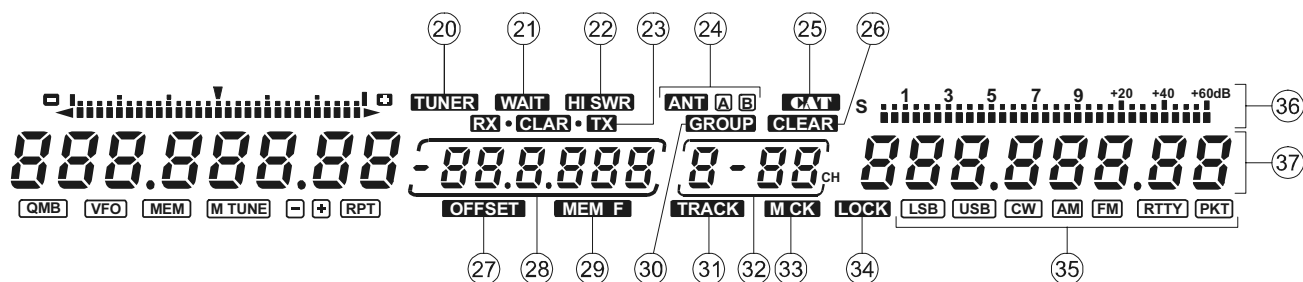 20 21 22 23 24 25 26
TUNER WAIT HI SWR ANT A B CAT S 1 3 5 7 9 +20 +40 +60dB 36
RX • CLAR • TX GROUP CLEAR
888.888.88 -88.8.888 8-88 CH 888.888.88 37
QMB VFO MEM M TUNE - + RPT OFFSET MEM F TRACK M CK LOCK LSB USB CW AM FM RTTY PKT
27 28 29 30 31 32 33 34 35